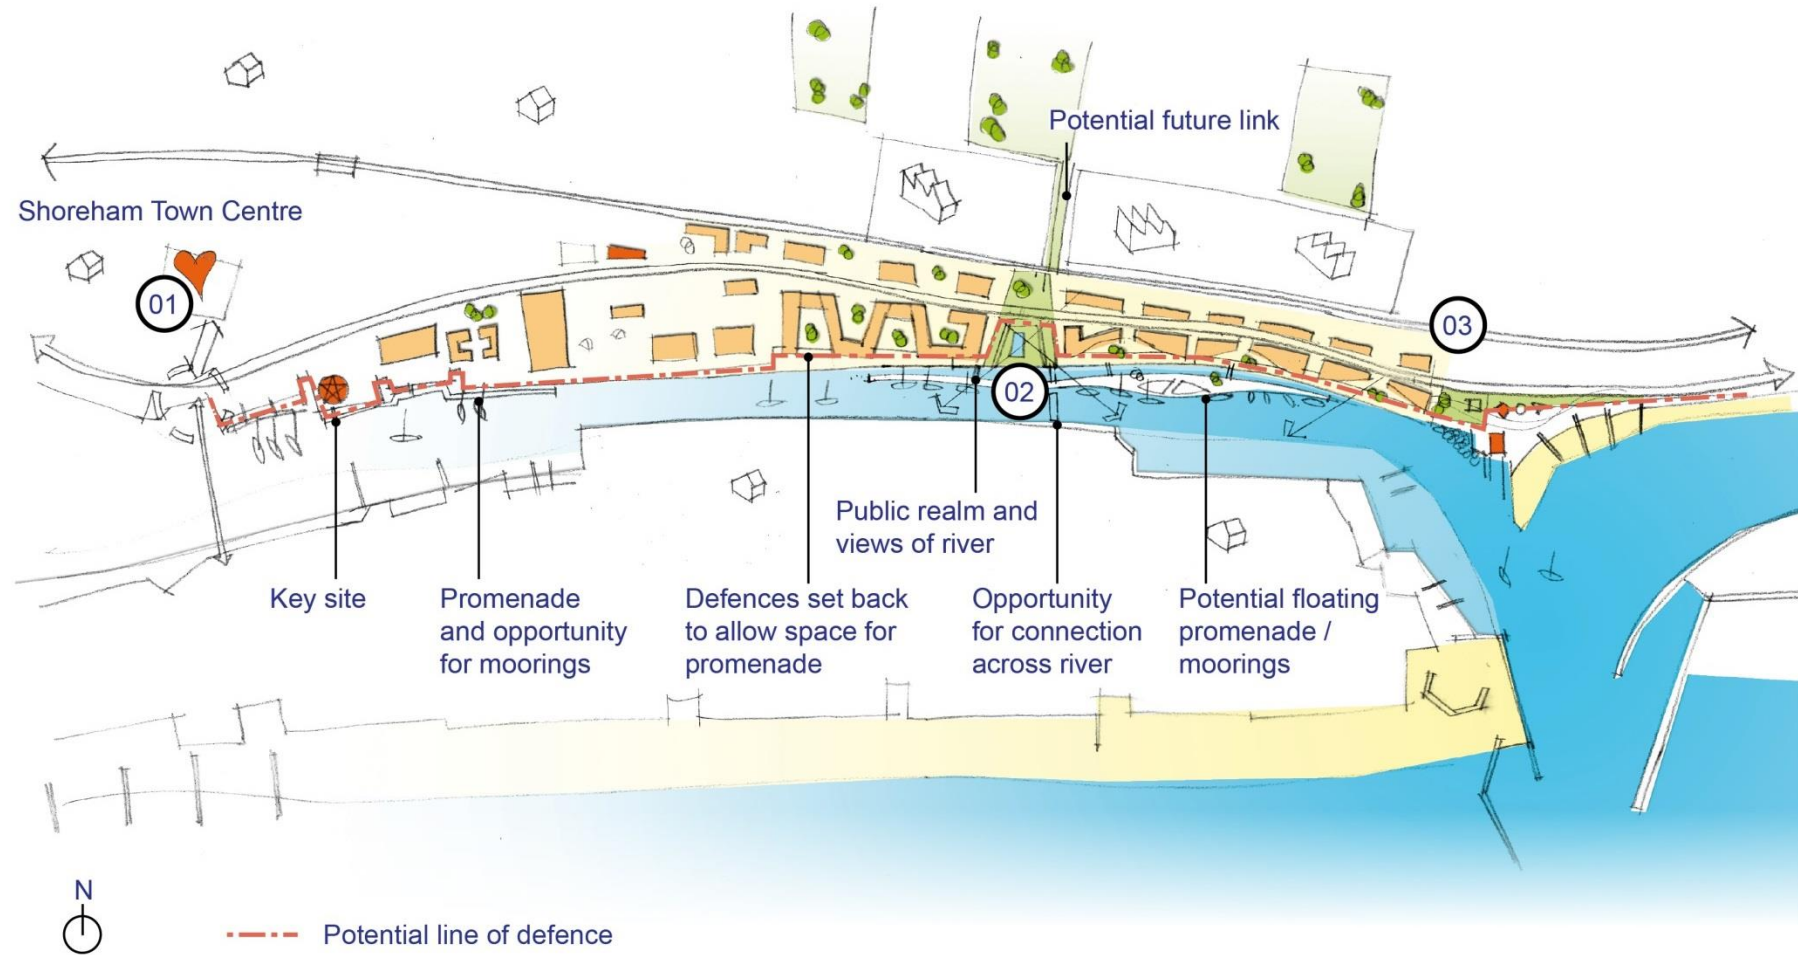 Potential future link
Shoreham Town Centre
01
03
02
Public realm and
views of river
Key site
Promenade
and opportunity
for moorings
Defences set back
to allow space for
promenade
Opportunity
for connection
across river
Potential floating
promenade /
moorings
N
Potential line of defence